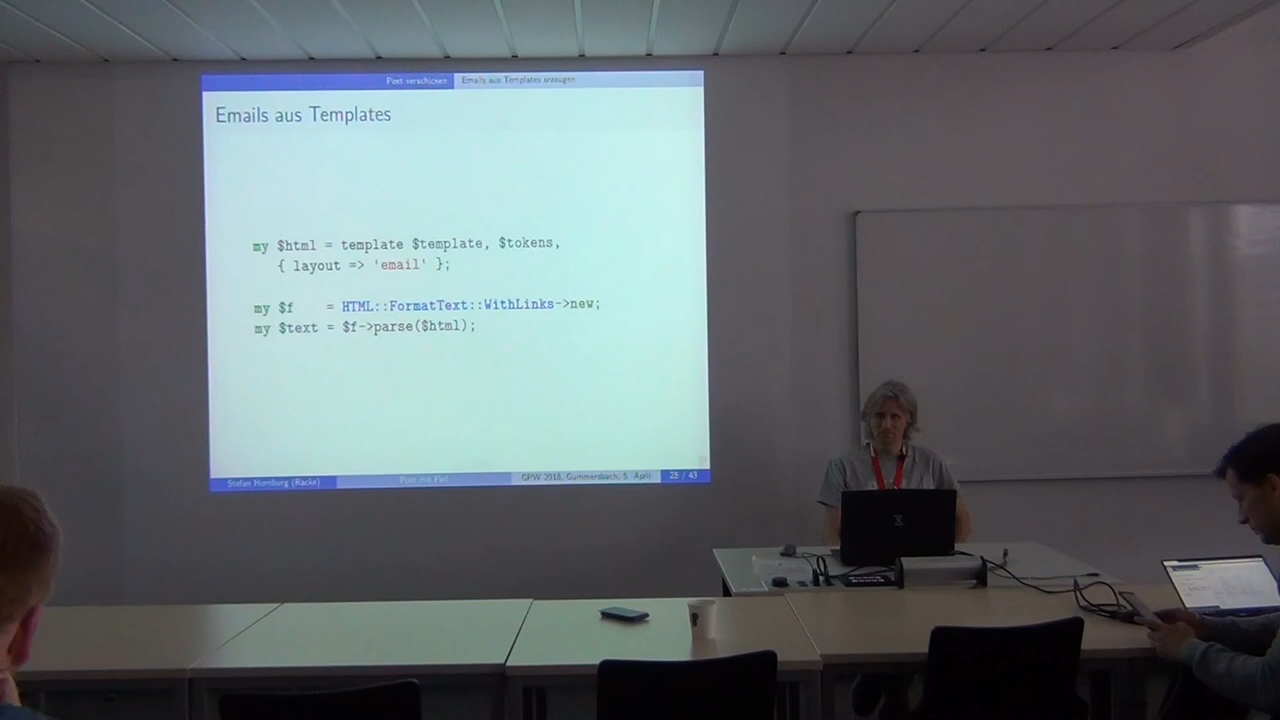 Post verschicken Emails aus Templates erzeugen
Emails aus Templates
my $html = template $template, $tokens,
{ layout => 'email' };
my $f = HTML::FormatText::WithLinks->new;
my $text = $f->parse($html);
Stefan Hornburg (Racke) Post mit Perl GPW 2018, Gummersbach, 5. April 25 / 43